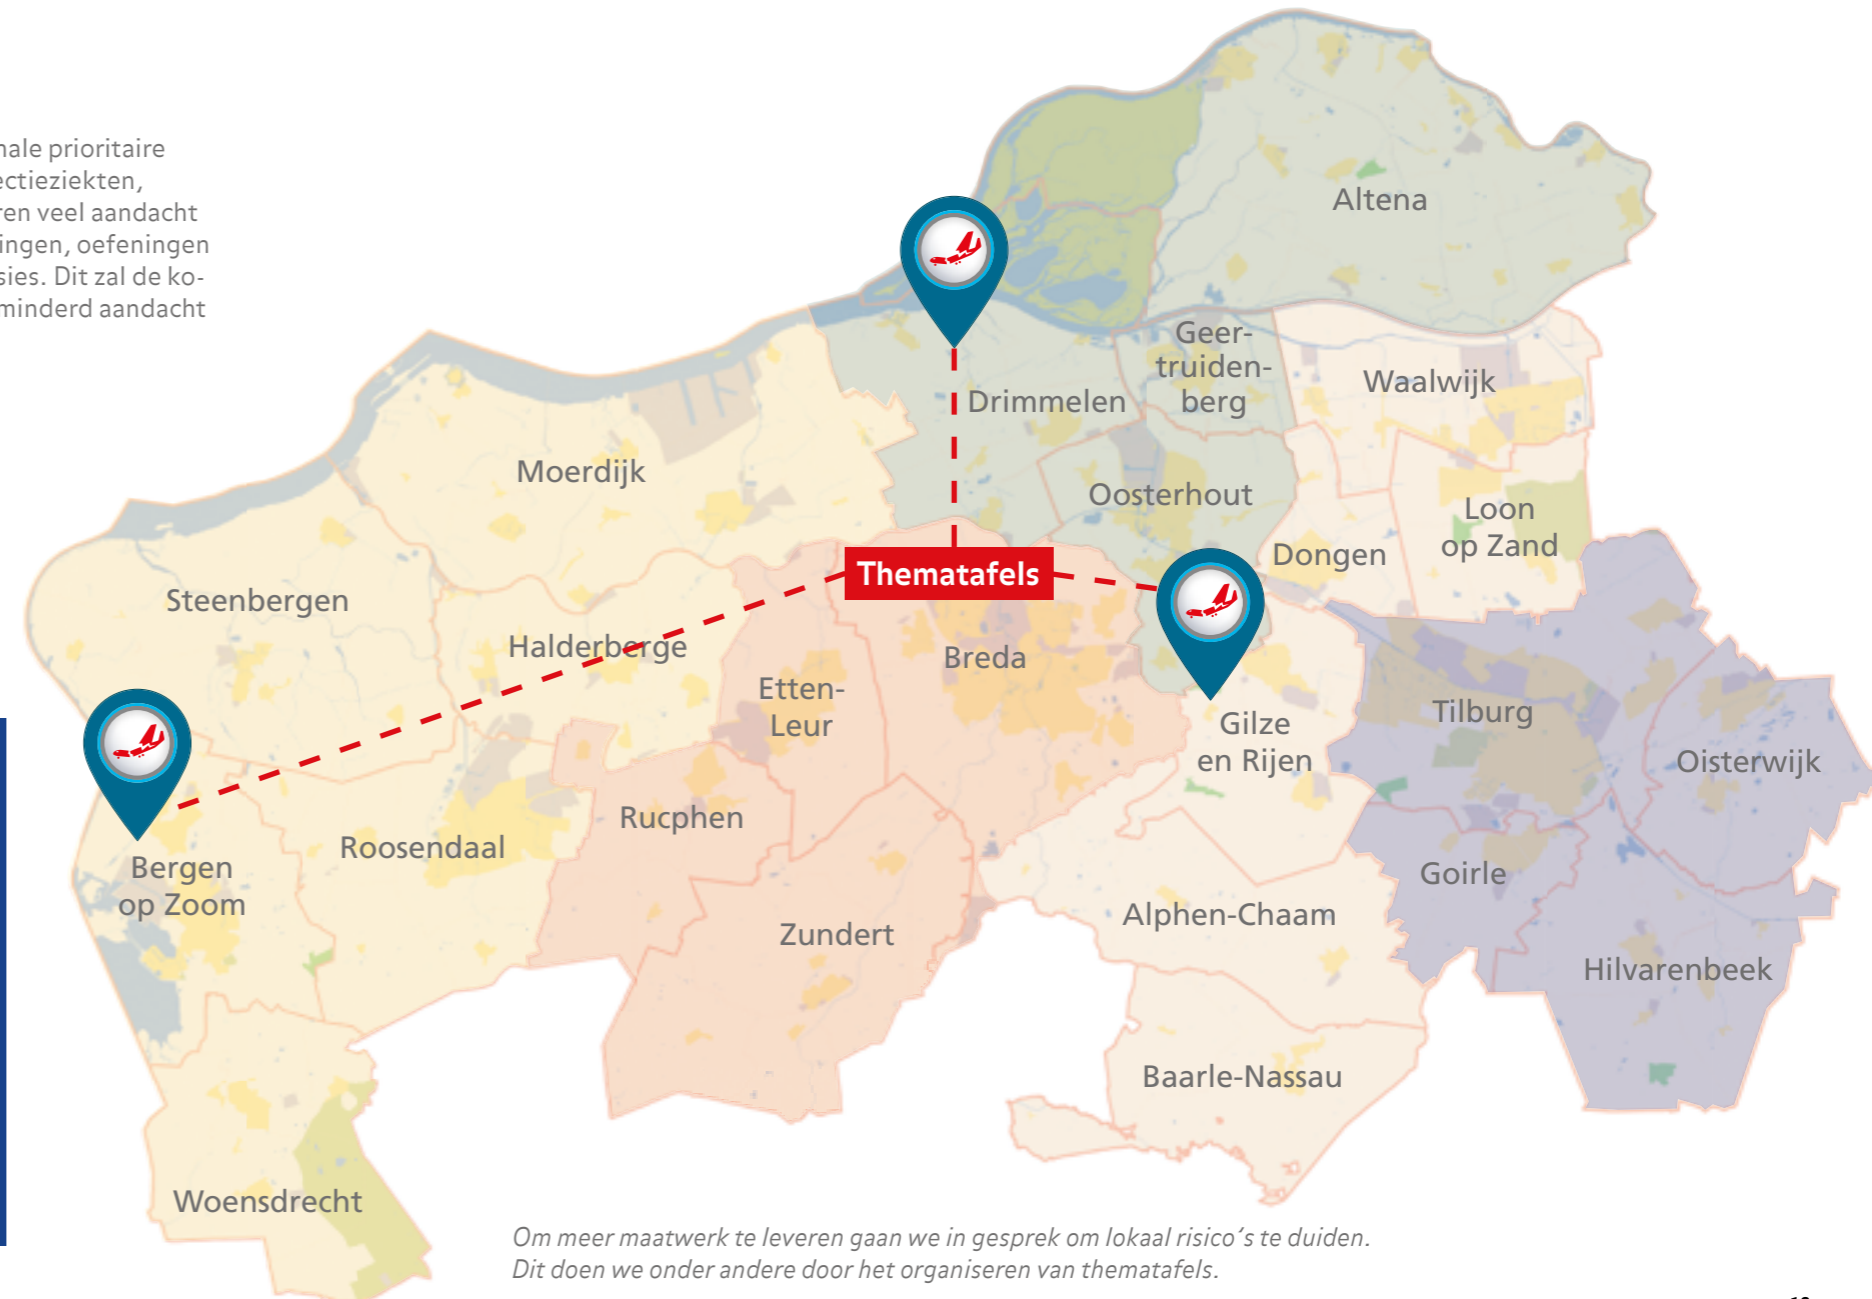 nale prioritaire
ectieziekten,
ren veel aandacht
ingen, oefeningen
sies. Dit zal de ko-
minderd aandacht
Altena
Geer-
truiden-
berg
Drimmelen
Waalwijk
Moerdijk
Oosterhout
Loon
op Zand
Dongen
Thematafels
Steenbergen
Halderberge
Breda
Etten-
Leur
Gilze
en Rijen
Tilburg
Oisterwijk
Rucphen
Roosendaal
Bergen
op Zoom
Goirle
Zundert
Alphen-Chaam
Hilvarenbeek
Baarle-Nassau
Woensdrecht
Om meer maatwerk te leveren gaan we in gesprek om lokaal risico's te duiden.
Dit doen we onder andere door het organiseren van thematafels.